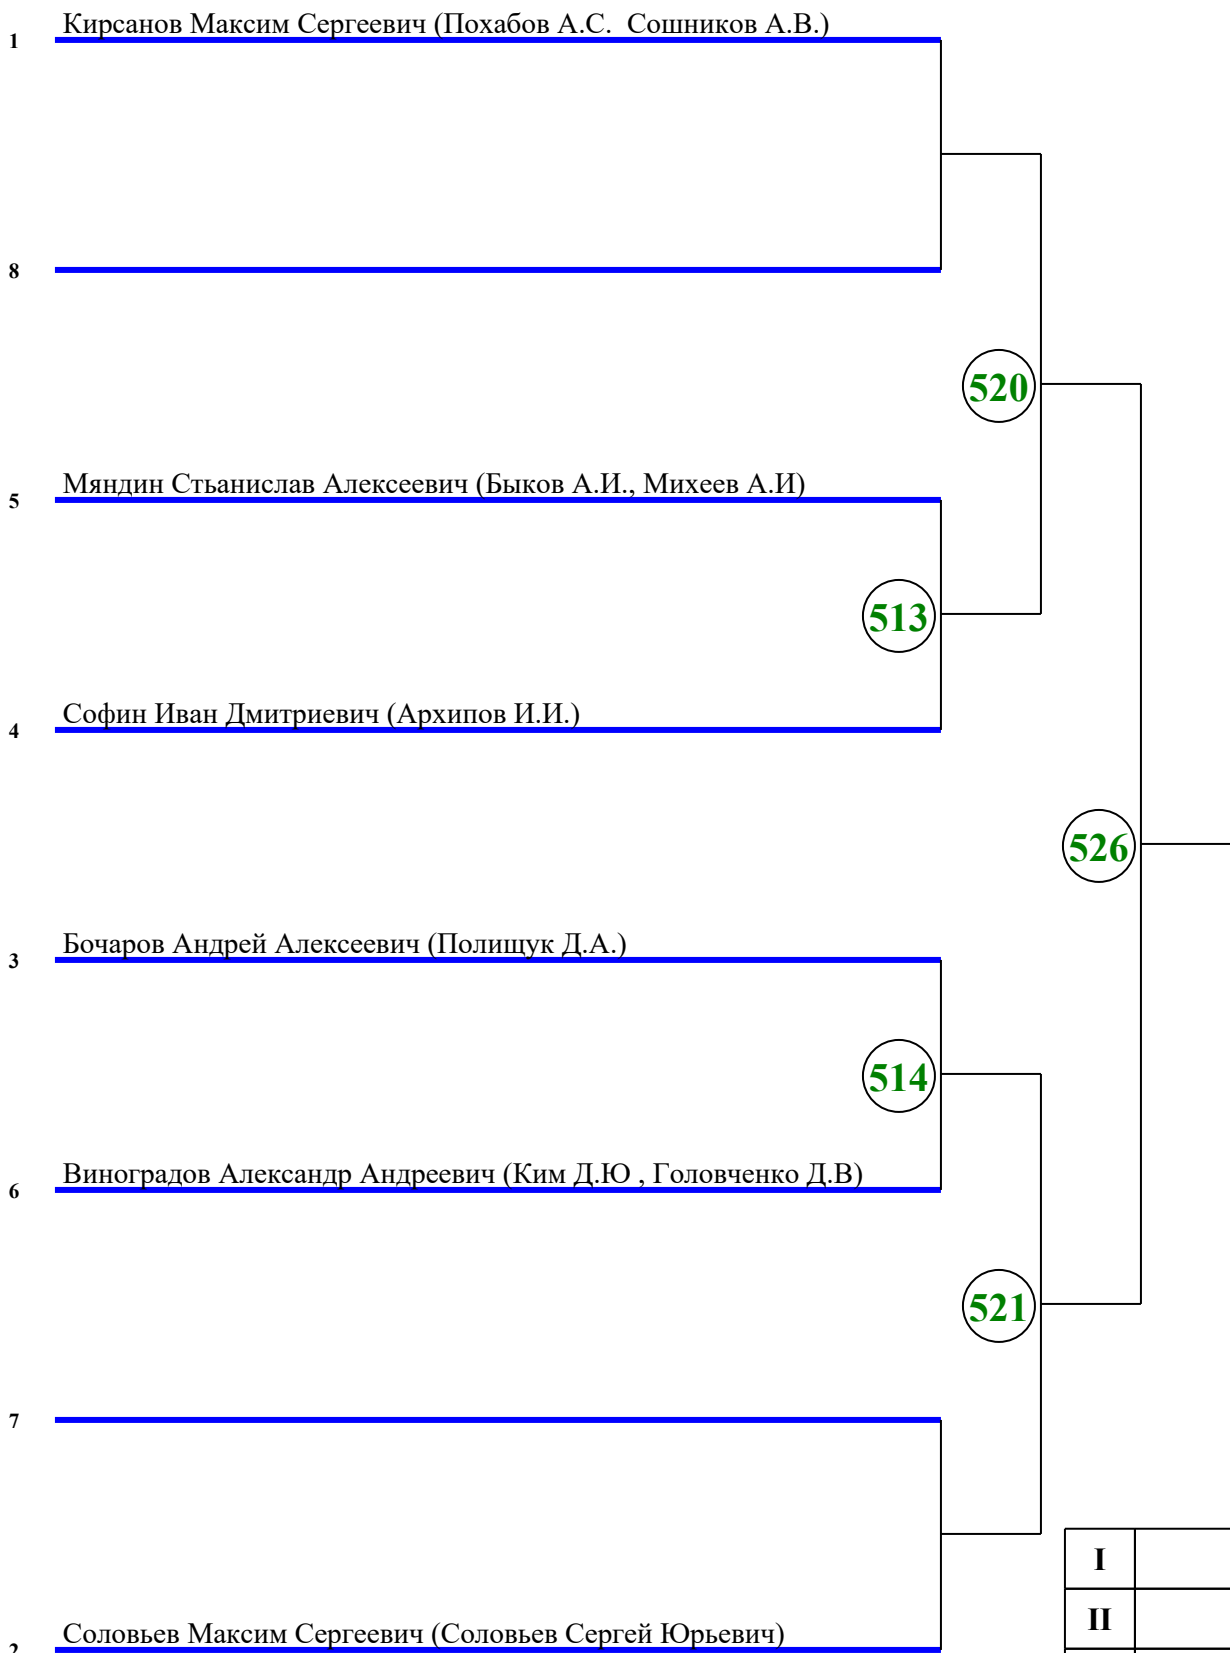 Кирсанов Максим Сергеевич (Похабов А.С.  Сошников А.В.)
1
8
520
Мяндин Стьанислав Алексеевич (Быков А.И., Михеев А.И)
5
513
Софин Иван Дмитриевич (Архипов И.И.)
4
526
Бочаров Андрей Алексеевич (Полищук Д.А.)
3
514
Виноградов Александр Андреевич (Ким Д.Ю , Головченко Д.В)
6
521
7
I
II
Соловьев Максим Сергеевич (Соловьев Сергей Юрьевич)
2